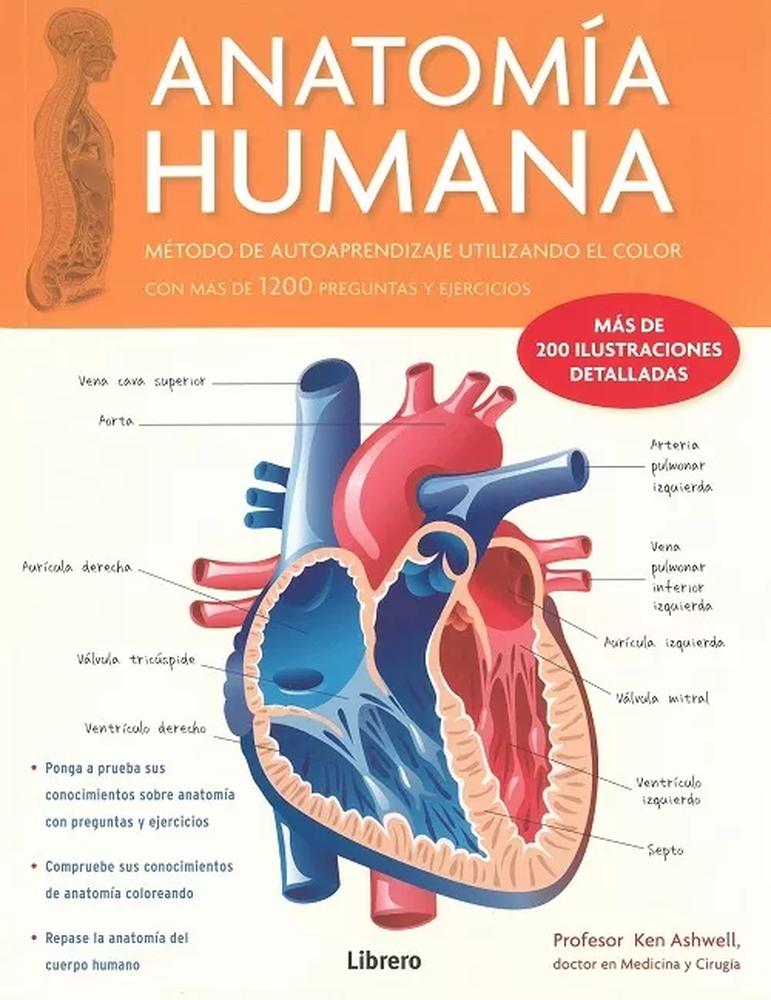 ANATOMÍA
HUMANA
MÉTODO DE AUTOAPRENDIZAJE UTILIZANDO EL COLOR
CON MÁS DE 1200 PREGUNTAS Y EJERCICIOS
MÁS DE
200 ILUSTRACIONES
DETALLADAS
Vena cava superior
Aorta
Arteria
pulmonar
izquierda
Vena
pulmonar
inferior
izquierda
Aurícula derecha
Aurícula izquierda
Válvula tricúspide
Válvula mitral
Ventrículo derecho
Ventrículo
izquierdo
Septo
• Ponga a prueba sus
conocimientos sobre anatomía
con preguntas y ejercicios
• Compruebe sus conocimientos
de anatomía coloreando
• Repase la anatomía del
cuerpo humano
Librero
Profesor Ken Ashwell,
doctor en Medicina y Cirugía